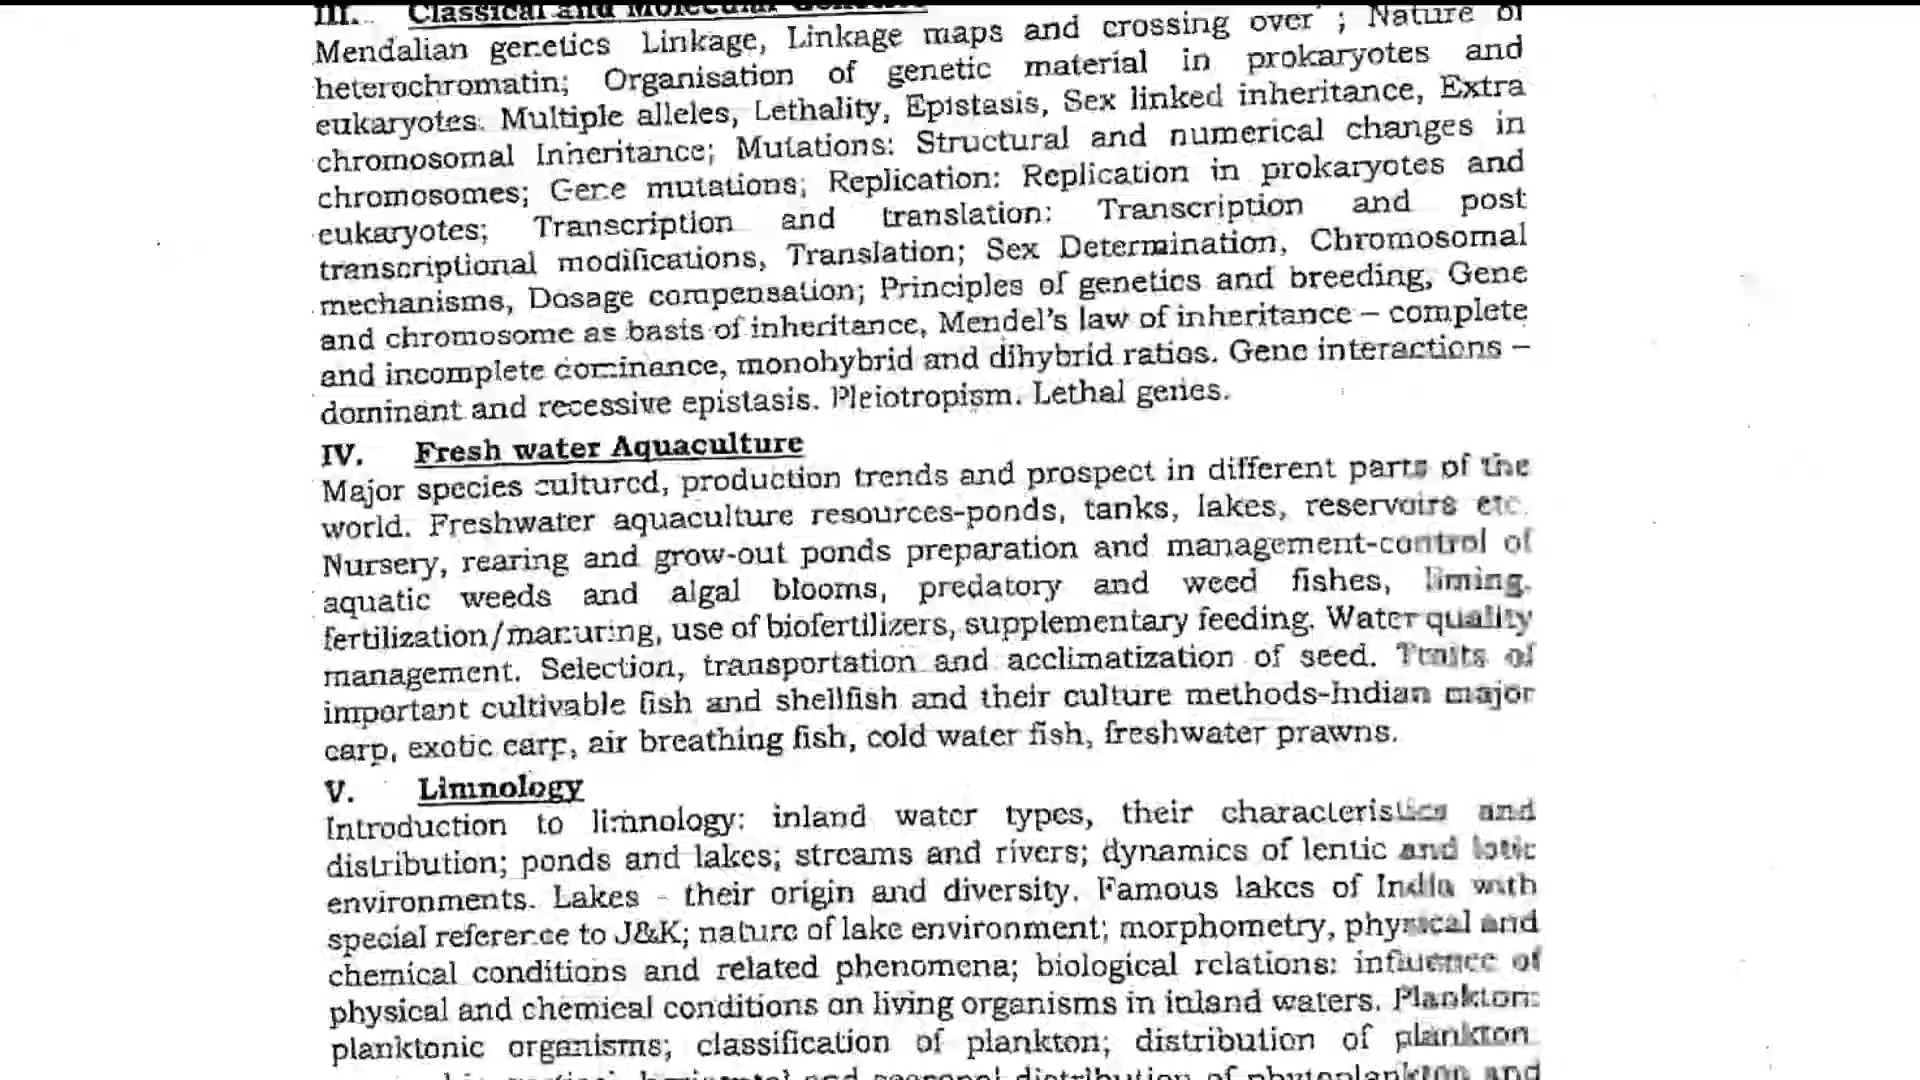 III. Classical and Molecular Genetics
Mendalian genetics Linkage, Linkage maps and crossing over ; Nature of
heterochromatin; Organisation of genetic material in prokaryotes and
eukaryotes. Multiple alleles, Lethality, Epistasis, Sex linked inheritance, Extra
chromosomal Inheritance; Mutations: Structural and numerical changes in
chromosomes; Gene mutations; Replication: Replication in prokaryotes and
eukaryotes; Transcription and translation: Transcription and post
transcriptional modifications, Translation; Sex Determination, Chromosomal
mechanisms, Dosage compensation; Principles of genetics and breeding, Gene
and chromosome as basis of inheritance, Mendel's law of inheritance – complete
and incomplete dominance, monohybrid and dihybrid ratios. Gene interactions –
dominant and recessive epistasis. Pleiotropism. Lethal genes.
IV. Fresh water Aquaculture
Major species cultured, production trends and prospect in different parts of the
world. Freshwater aquaculture resources-ponds, tanks, lakes, reservoirs etc.
Nursery, rearing and grow-out ponds preparation and management-control of
aquatic weeds and algal blooms, predatory and weed fishes, liming,
fertilization/manuring, use of biofertilizers, supplementary feeding. Water quality
management. Selection, transportation and acclimatization of seed. Traits of
important cultivable fish and shellfish and their culture methods-Indian major
carp, exotic carp, air breathing fish, cold water fish, freshwater prawns.
V. Limnology
Introduction to limnology: inland water types, their characteristics and
distribution; ponds and lakes; streams and rivers; dynamics of lentic and lotic
environments. Lakes - their origin and diversity. Famous lakes of India with
special reference to J&K; nature of lake environment; morphometry, physical and
chemical conditions and related phenomena; biological relations: influence of
physical and chemical conditions on living organisms in inland waters. Plankton:
planktonic organisms; classification of plankton; distribution of plankton
horizontal and seasonal distribution of phytoplankton and